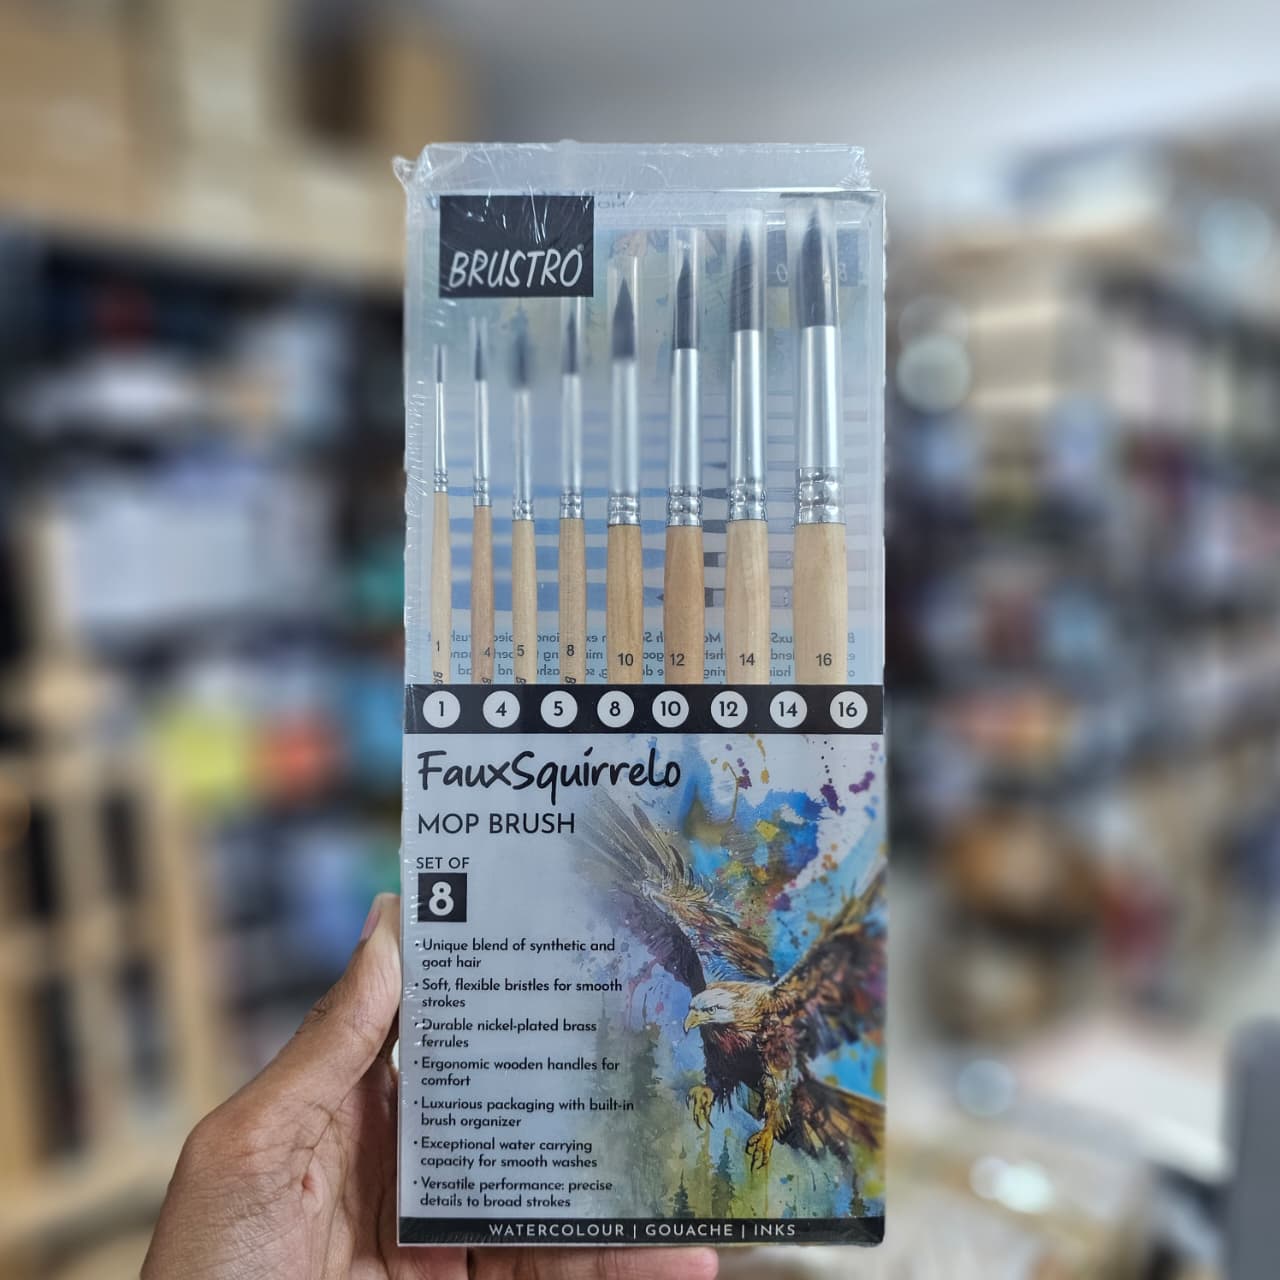 BRUSTRO®
1 4 5 8 10 12 14 16
1 4 5 8 10 12 14 16
FauxSquirrelo
MOP BRUSH
SET OF
8
• Unique blend of synthetic and
goat hair
• Soft, flexible bristles for smooth
strokes
• Durable nickel-plated brass
ferrules
• Ergonomic wooden handles for
comfort
• Luxurious packaging with built-in
brush organizer
• Exceptional water carrying
capacity for smooth washes
• Versatile performance: precise
details to broad strokes
WATERCOLOUR | GOUACHE | INKS